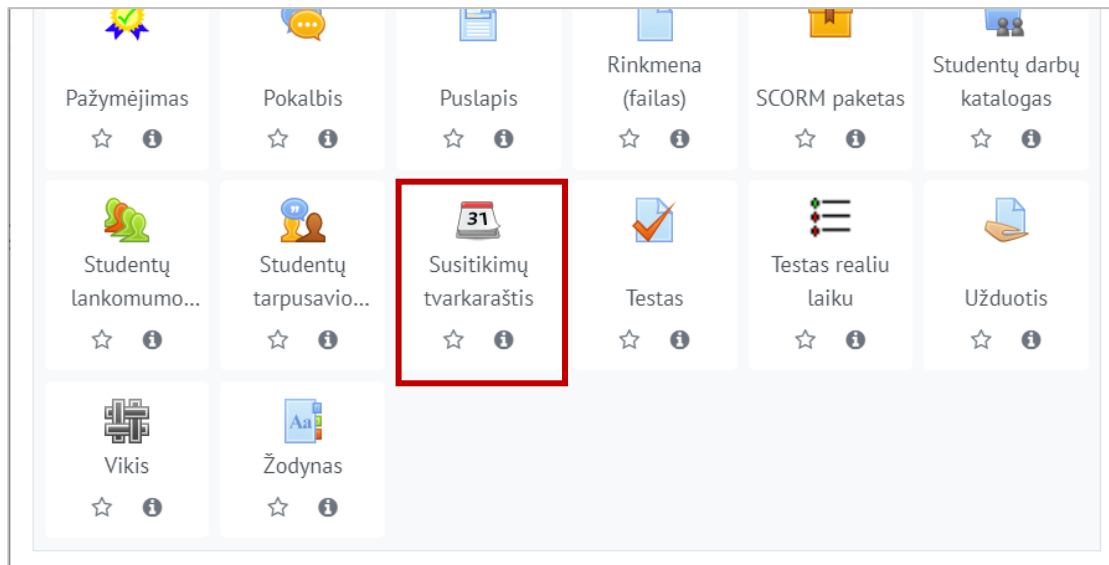 Pažymėjimas
Pokalbis
Puslapis
Rinkmena
(failas)
SCORM paketas
Studentų darbų
katalogas
Studentų
lankomumo...
Studentų
tarpusavio...
31
Susitikimų
tvarkaraštis
Testas
Testas realiu
laiku
Užduotis
Vikis
Aa
Žodynas